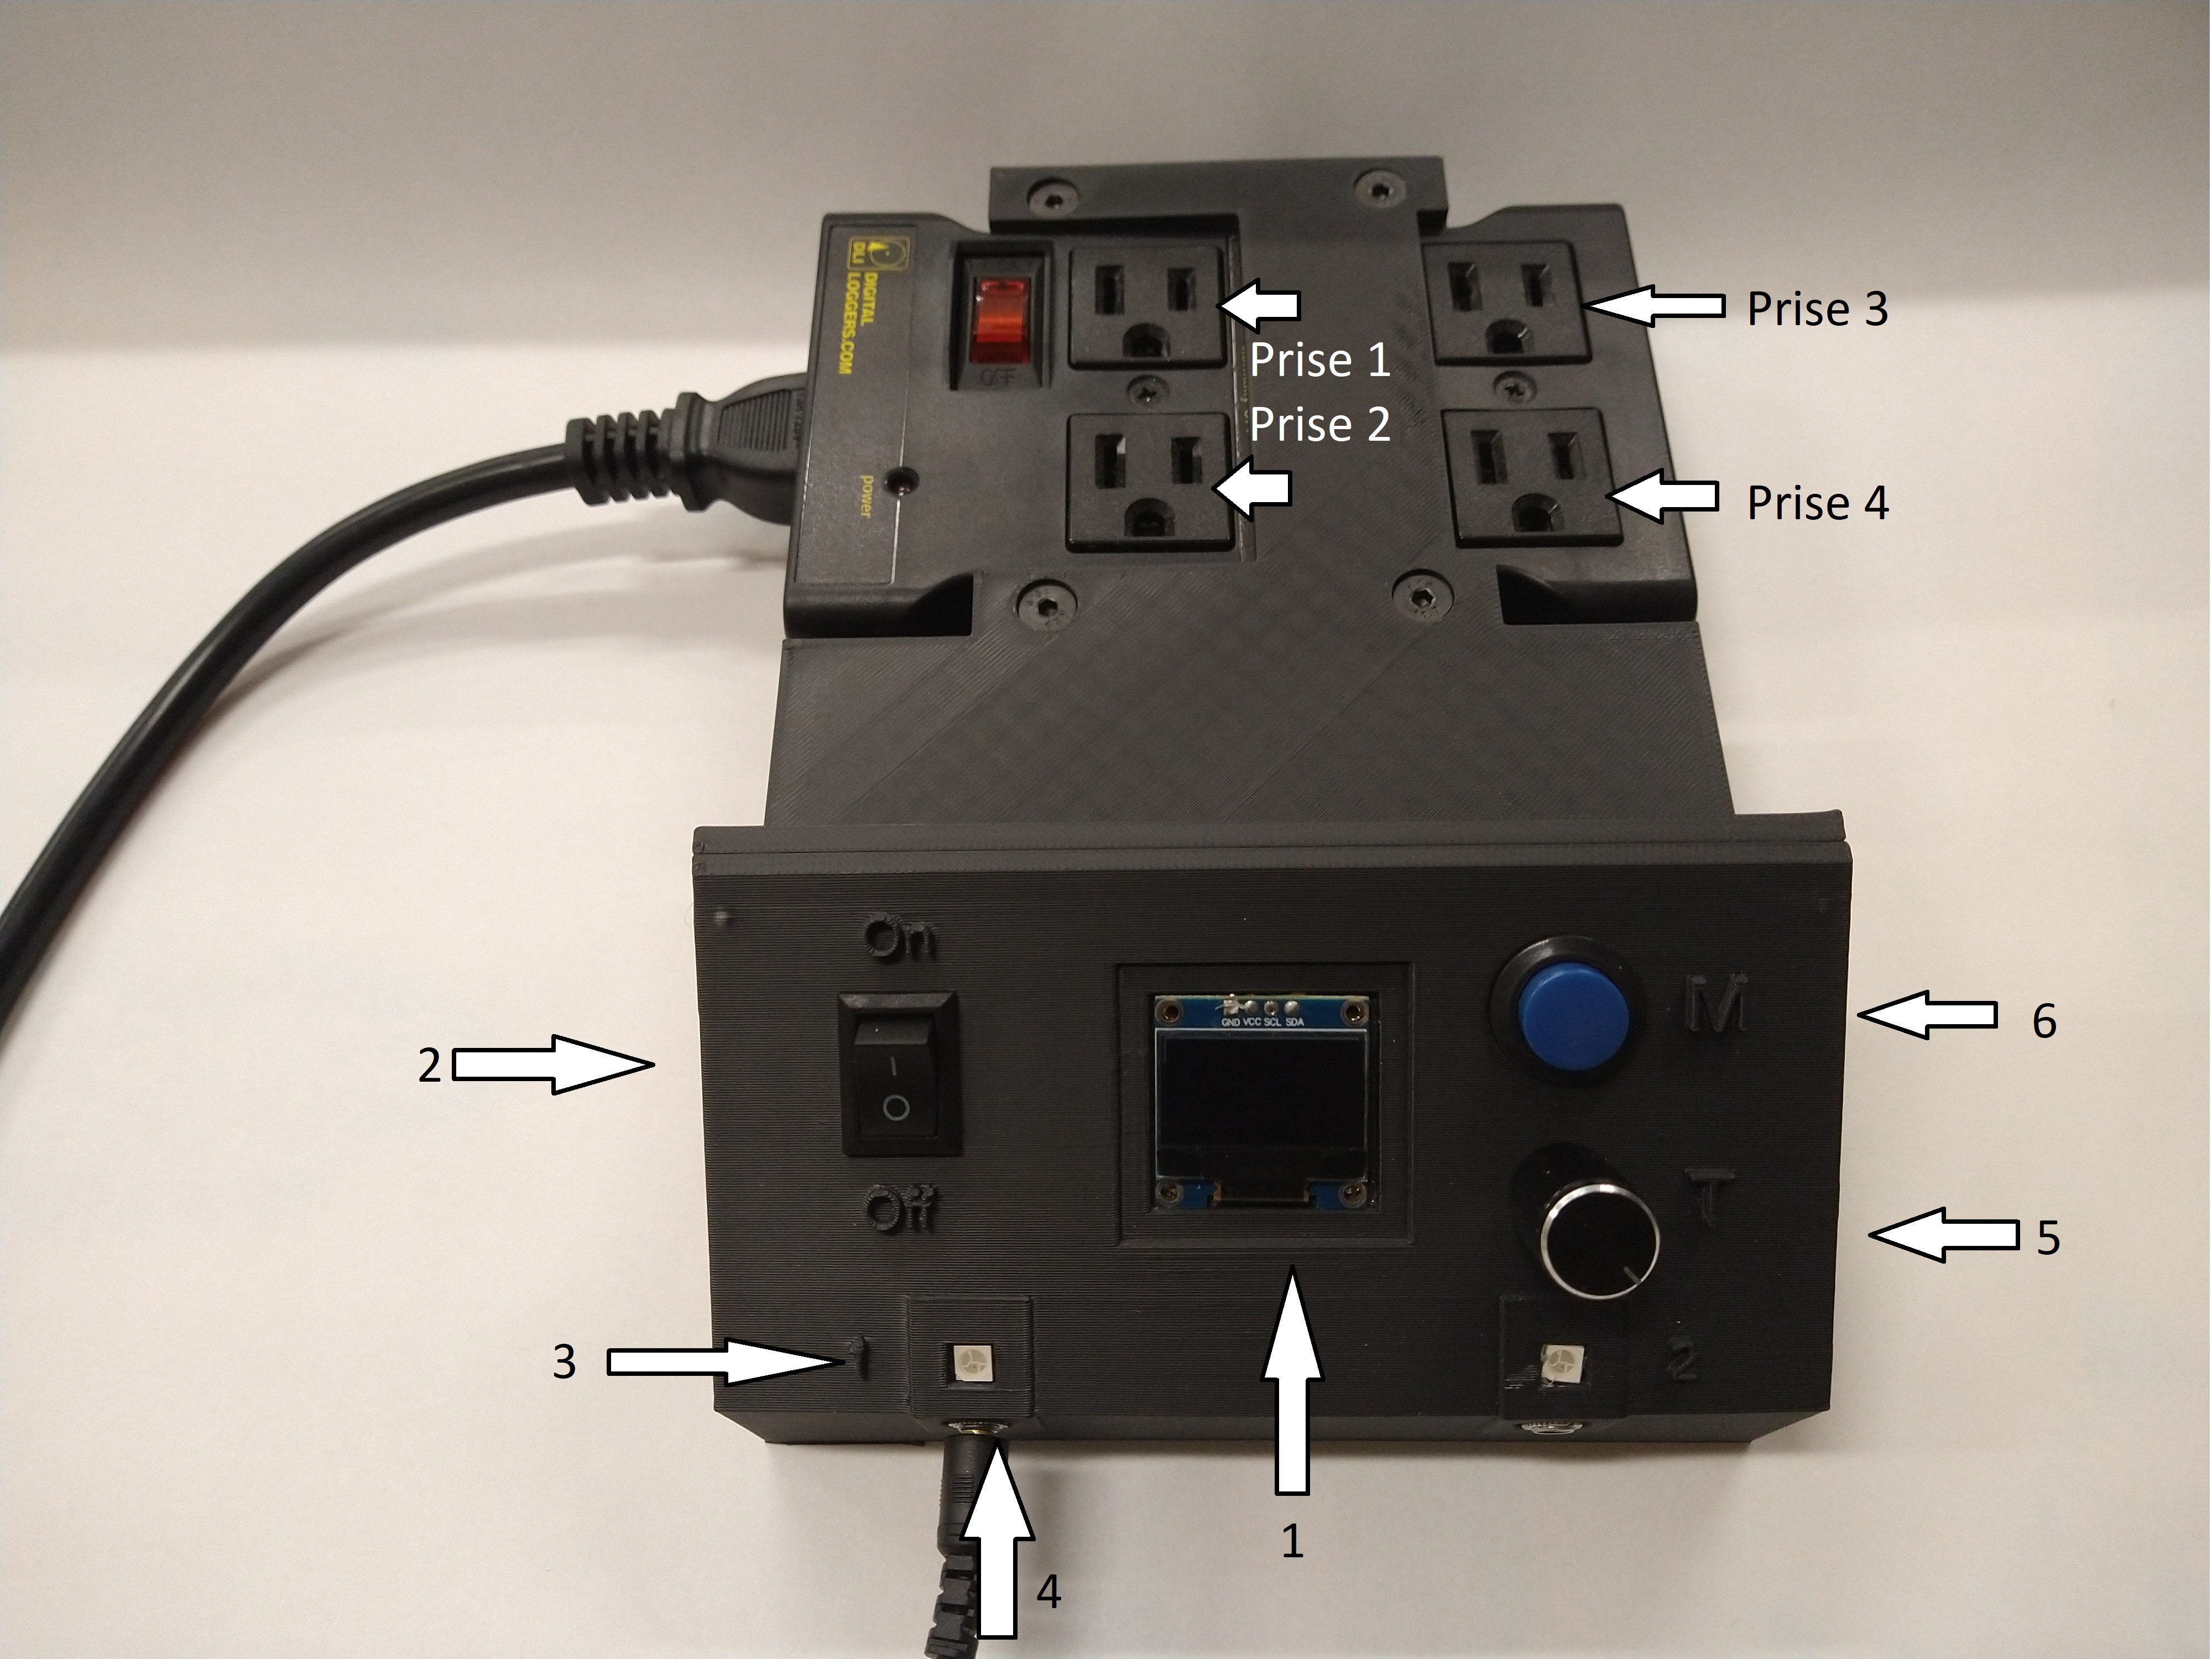 DLI
DIGITAL
LOGGERS.COM
OFF
power
Prise 1
Prise 2
Prise 3
Prise 4
On
I
O
Off
GND VCC SCL SDA
M
T
1
2
2
3
4
1
6
5